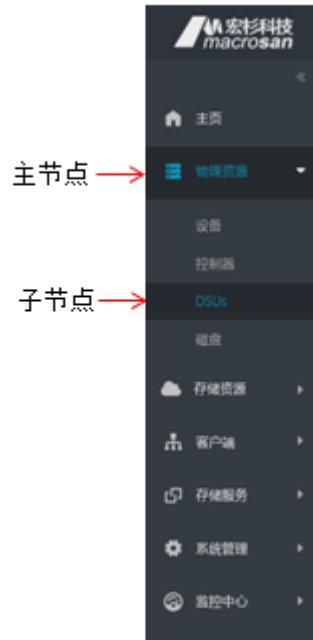 宏杉科技
macrosan
主页
主节点
物理资源
设备
控制器
子节点
DSUs
磁盘
存储资源
客户端
存储服务
系统管理
监控中心